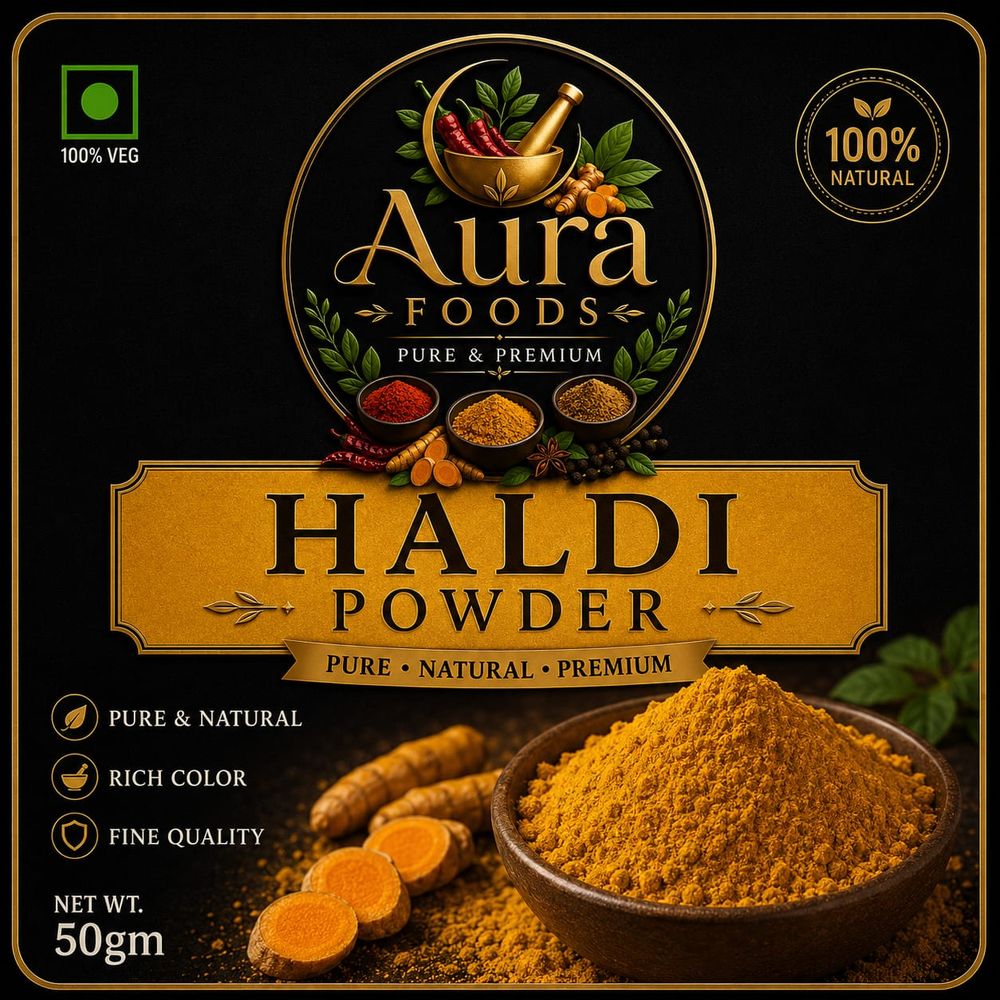 100% VEG
100%
NATURAL
Aura
FOODS
PURE & PREMIUM
HALDI
POWDER
PURE • NATURAL • PREMIUM
PURE & NATURAL
RICH COLOR
FINE QUALITY
NET WT.
50gm